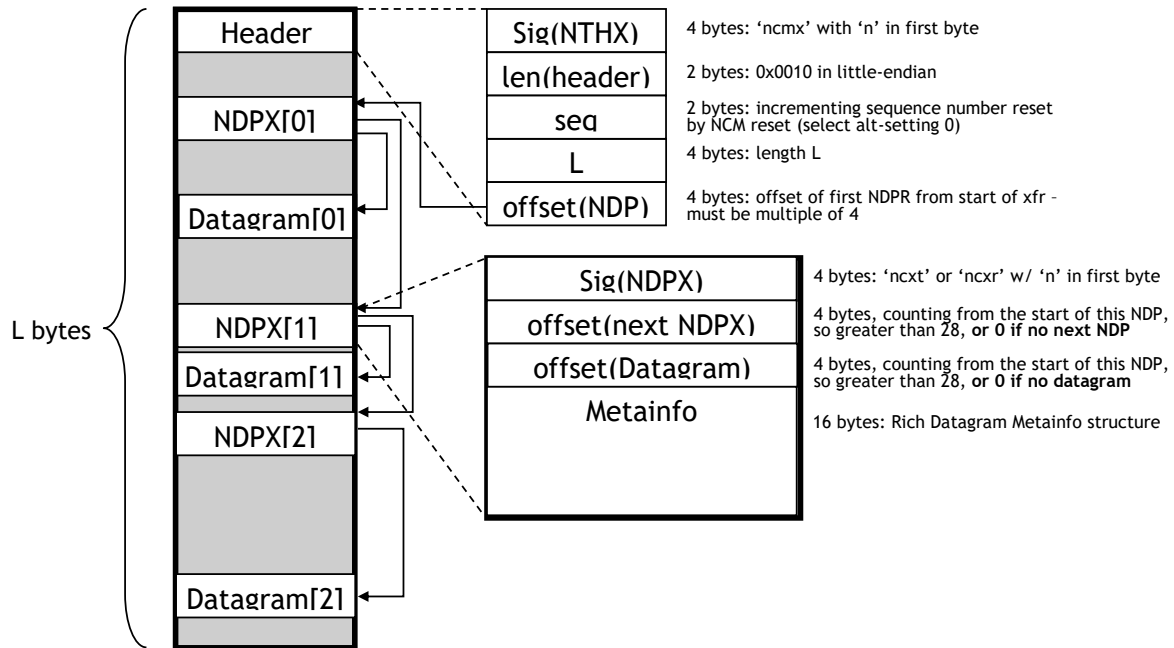 Header
NDPX[0]
Datagram[0]
NDPX[1]
Datagram[1]
NDPX[2]
Datagram[2]
L bytes
Sig(NTHX)
4 bytes: ‘ncmx’ with ‘n’ in first byte
len(header)
2 bytes: 0x0010 in little-endian
seq
2 bytes: incrementing sequence number reset
by NCM reset (select alt-setting 0)
L
4 bytes: length L
offset(NDP)
4 bytes: offset of first NDPR from start of xfr –
must be multiple of 4
Sig(NDPX)
4 bytes: ‘ncxt’ or ‘ncxr’ w/ ‘n’ in first byte
offset(next NDPX)
4 bytes, counting from the start of this NDP,
so greater than 28, or 0 if no next NDP
offset(Datagram)
4 bytes, counting from the start of this NDP,
so greater than 28, or 0 if no datagram
Metainfo
16 bytes: Rich Datagram Metainfo structure